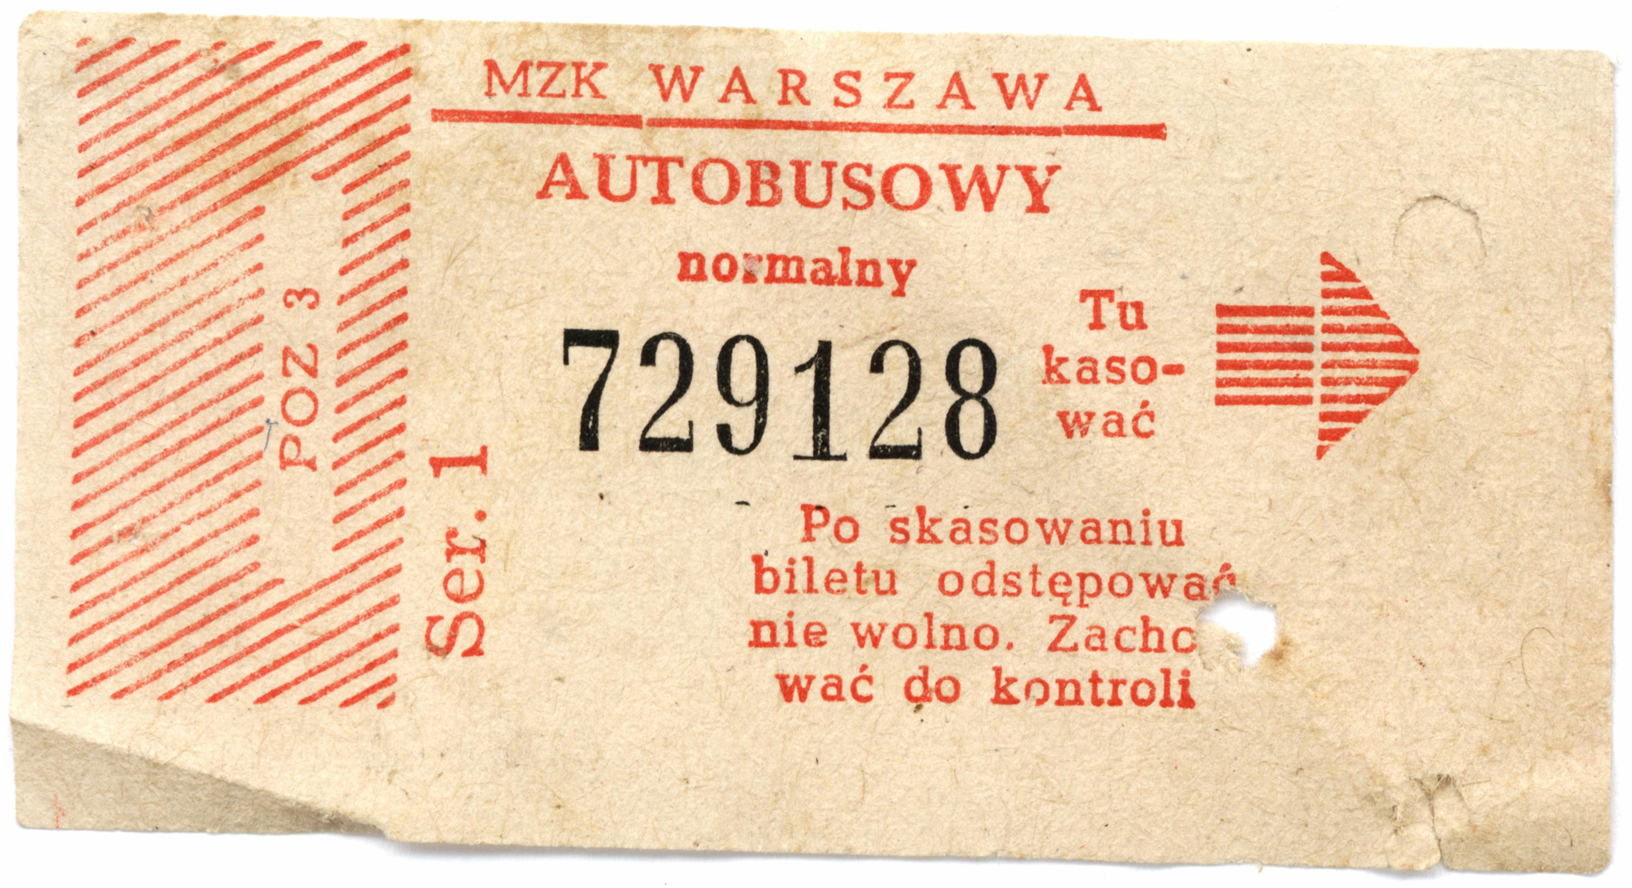 MZK WARSZAWA
AUTOBUSOWY
normalny
729128
Tu
kaso-
wać
POZ 3
Ser. 1
Po skasowaniu
biletu odstępować
nie wolno. Zacho
wać do kontroli